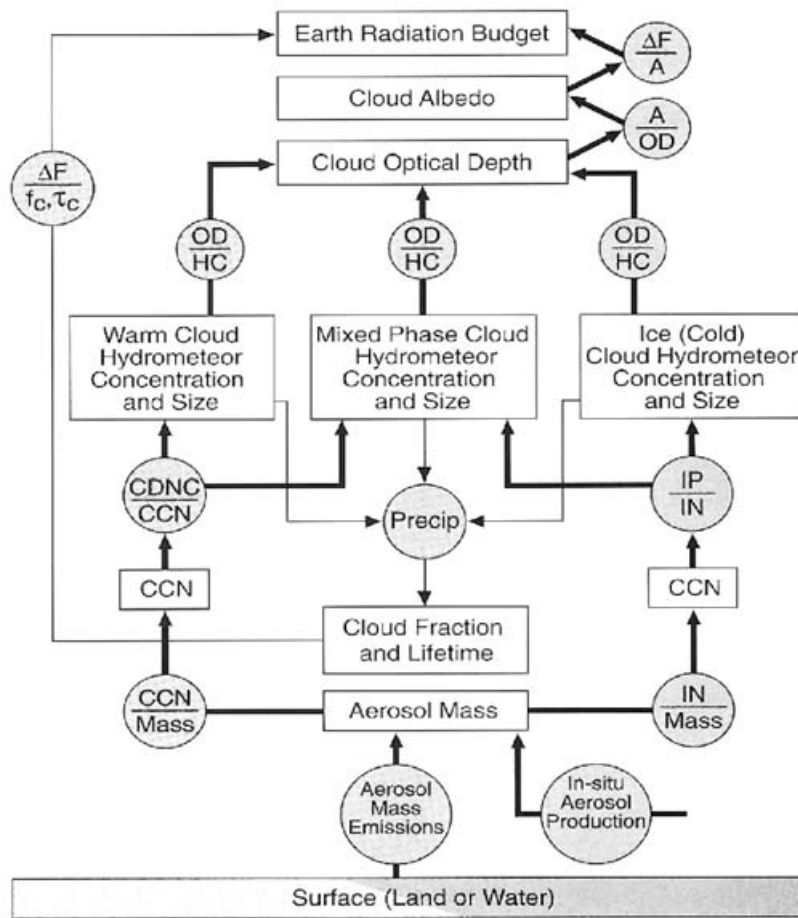 Earth Radiation Budget
ΔF
A
Cloud Albedo
A
OD
Cloud Optical Depth
ΔF
fC,τC
OD
HC
OD
HC
OD
HC
Warm Cloud
Hydrometeor
Concentration
and Size
Mixed Phase Cloud
Hydrometeor
Concentration
and Size
Ice (Cold)
Cloud Hydrometeor
Concentration
and Size
CDNC
CCN
Precip
IP
IN
CCN
CCN
Cloud Fraction
and Lifetime
CCN
Mass
Aerosol Mass
IN
Mass
Aerosol
Mass
Emissions
In-situ
Aerosol
Production
Surface (Land or Water)